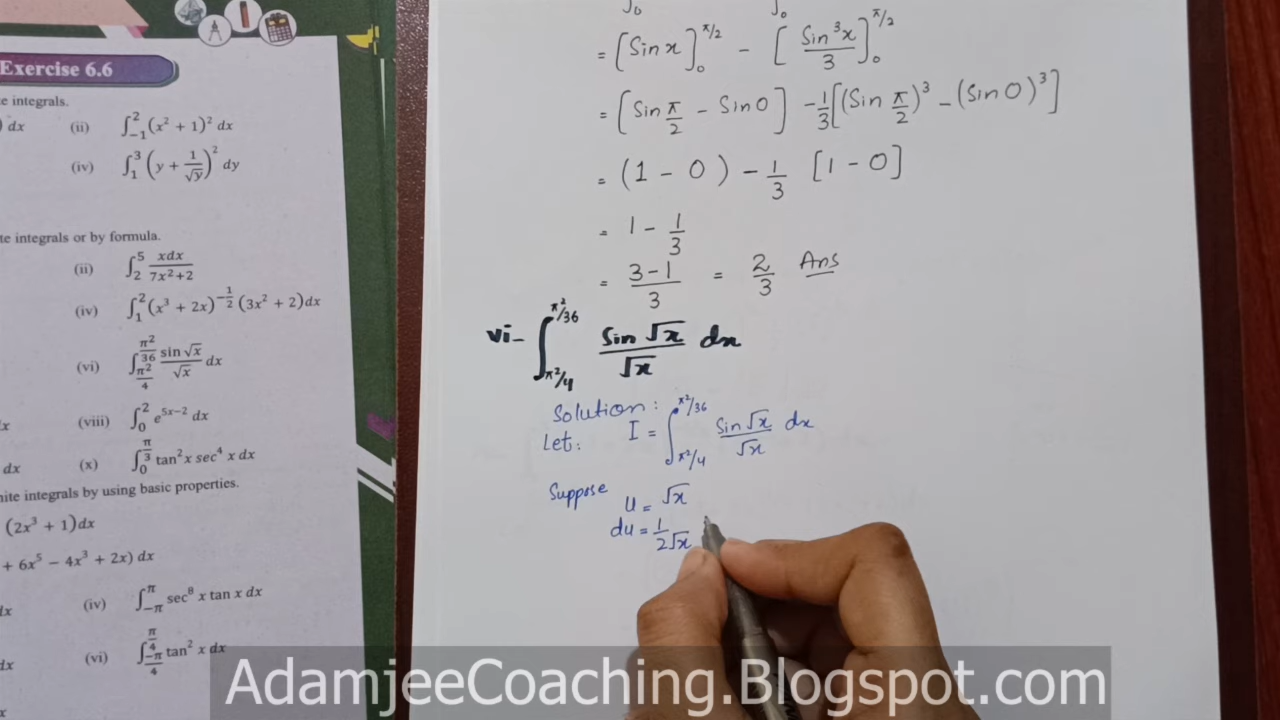 Exercise 6.6
e integrals.
dx (ii) ∫₋₁² (x² + 1)² dx
(iv) ∫₁³ (y + 1/√y)² dy
te integrals or by formula.
(ii) ∫₂⁵ xdx/(7x²+2)
(iv) ∫₁² (x³ + 2x)^(-1/2) (3x² + 2)dx
(vi) ∫_(π²/4)^(π²/36) sin √x/√x dx
x (viii) ∫₀² e^(5x−2) dx
dx (x) ∫₀^(π/3) tan² x sec⁴ x dx
nite integrals by using basic properties.
(2x³ + 1)dx
+ 6x⁵ − 4x³ + 2x) dx
dx (iv) ∫₋π^π sec⁸ x tan x dx
dx (vi) ∫_(−π/4)^(π/4) tan² x dx
∫₀ ∫₀
= [Sin x]₀^(π/2) - [Sin³x/3]₀^(π/2)
= [Sin π/2 - Sin 0] - 1/3 [(Sin π/2)³ - (Sin 0)³]
= (1 - 0) - 1/3 [1 - 0]
= 1 - 1/3
= (3-1)/3 = 2/3 Ans
vi- ∫_(π²/4)^(π²/36) Sin √x/√x dx
Solution:
Let: I = ∫_(π²/4)^(π²/36) Sin √x/√x dx
Suppose u = √x
du = 1/2√x
AdamjeeCoaching.Blogspot.com